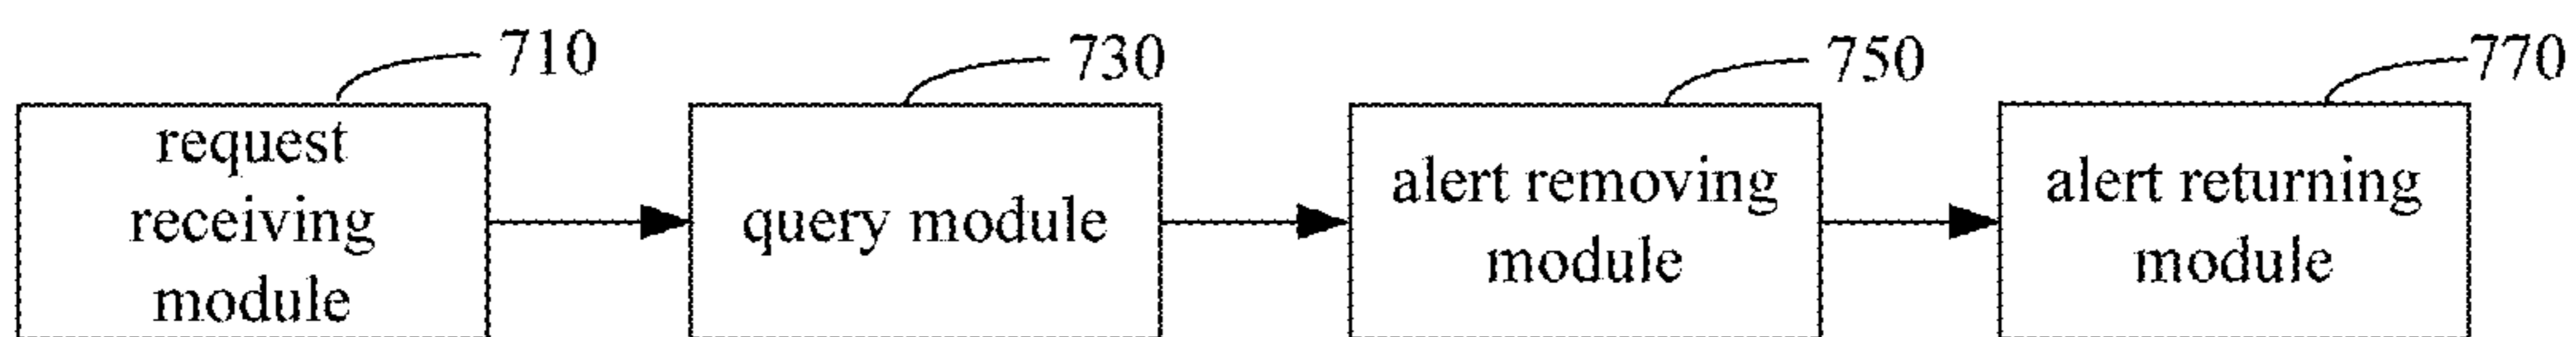 710
730
750
770
request
receiving
module
query module
alert removing
module
alert returning
module